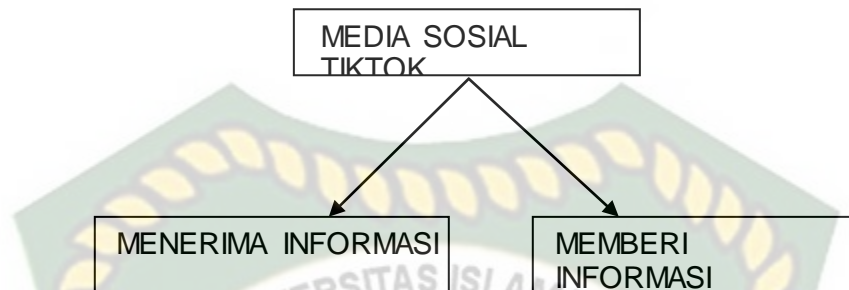 MEDIA SOSIAL
TIKTOK
MENERIMA INFORMASI
MEMBERI
INFORMASI